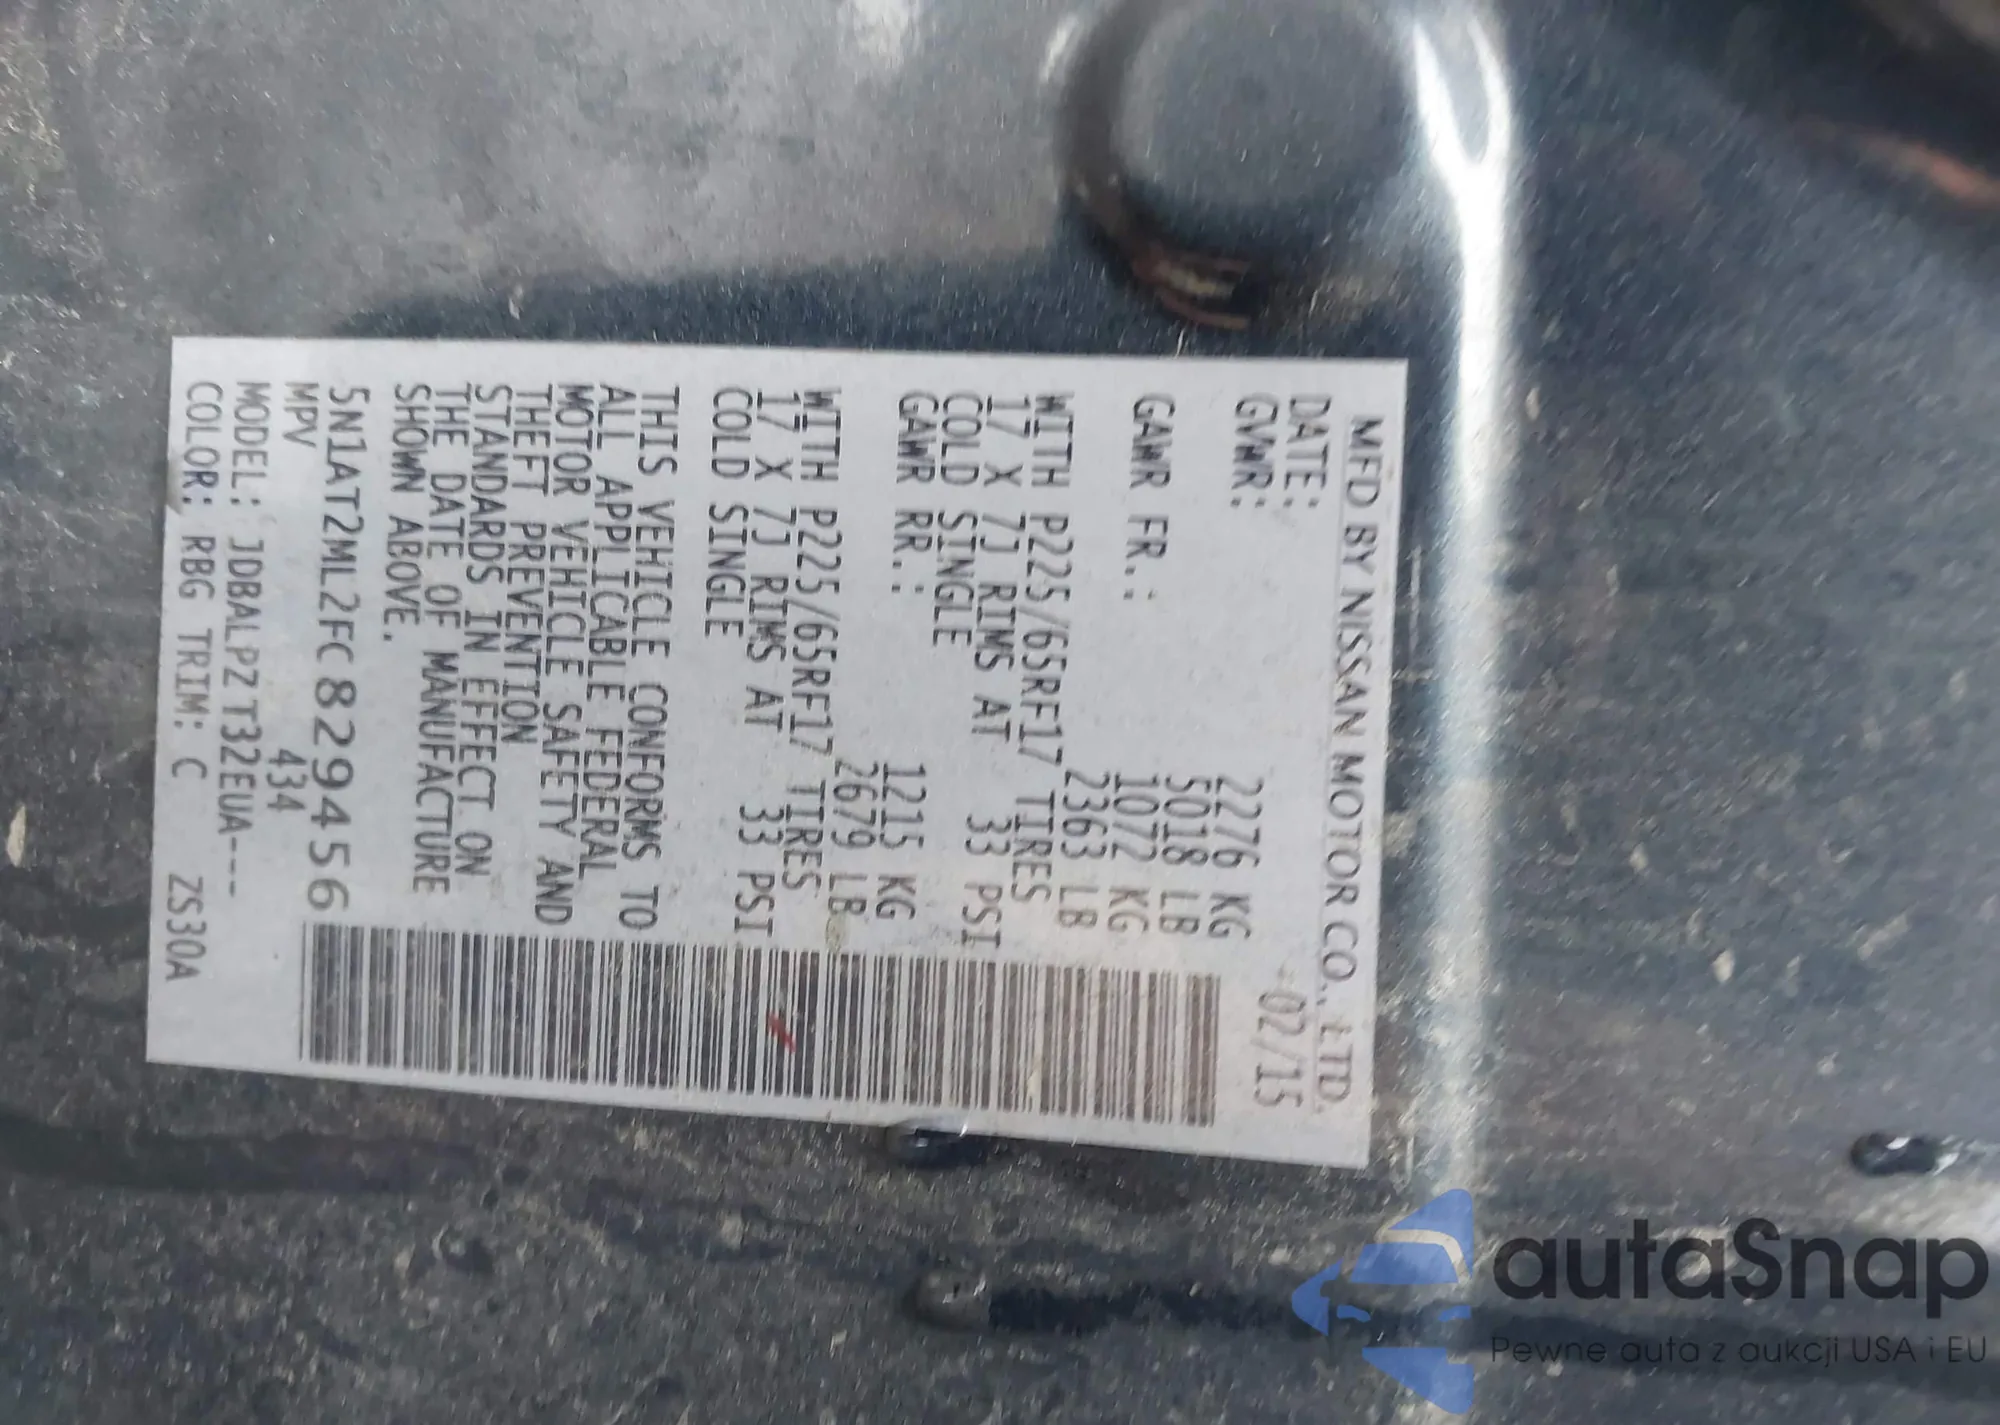 MFD BY NISSAN MOTOR CO., LTD.
DATE: 02/15
GVWR: 2276 KG
5018 LB
GAWR FR.: 1072 KG
2363 LB
WITH P225/65RF17 TIRES
17 X 7J RIMS AT 33 PSI
COLD SINGLE
GAWR RR.: 1215 KG
2679 LB
WITH P225/65RF17 TIRES
17 X 7J RIMS AT 33 PSI
COLD SINGLE
THIS VEHICLE CONFORMS TO
ALL APPLICABLE FEDERAL
MOTOR VEHICLE SAFETY AND
THEFT PREVENTION
STANDARDS IN EFFECT ON
THE DATE OF MANUFACTURE
SHOWN ABOVE.
5N1AT2ML2FC829456
MPV 434
MODEL: JDBALPZT32EUA---
COLOR: RBG TRIM: C ZS30A
autaSnap
Pewne auta z aukcji USA i EU